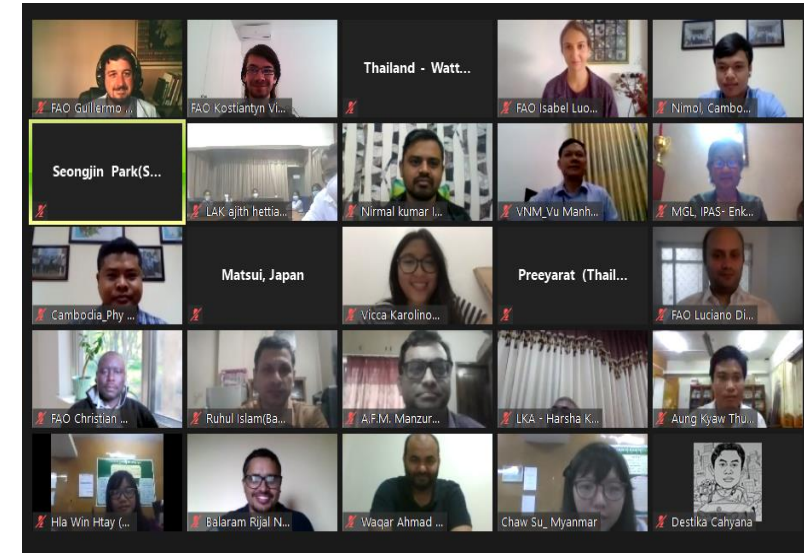 FAO Guillermo ...
FAO Kostiantyn Vi...
Thailand - Watt...
FAO Isabel Luo...
Nimol, Cambo...
Seongjin Park(S...
LAK ajith hettia...
Nirmal kumar l...
VNM_Vu Manh...
MGL, IPAS- Enk...
Cambodia_Phy ...
Matsui, Japan
Vicca Karolino...
Preeyarat (Thail...
FAO Luciano Di...
FAO Christian ...
Ruhul Islam(Ba...
A.F.M. Manzur...
LKA - Harsha K...
Aung Kyaw Thu...
Hla Win Htay (...
Balaram Rijal N...
Waqar Ahmad ...
Chaw Su_ Myanmar
Destika Cahyana